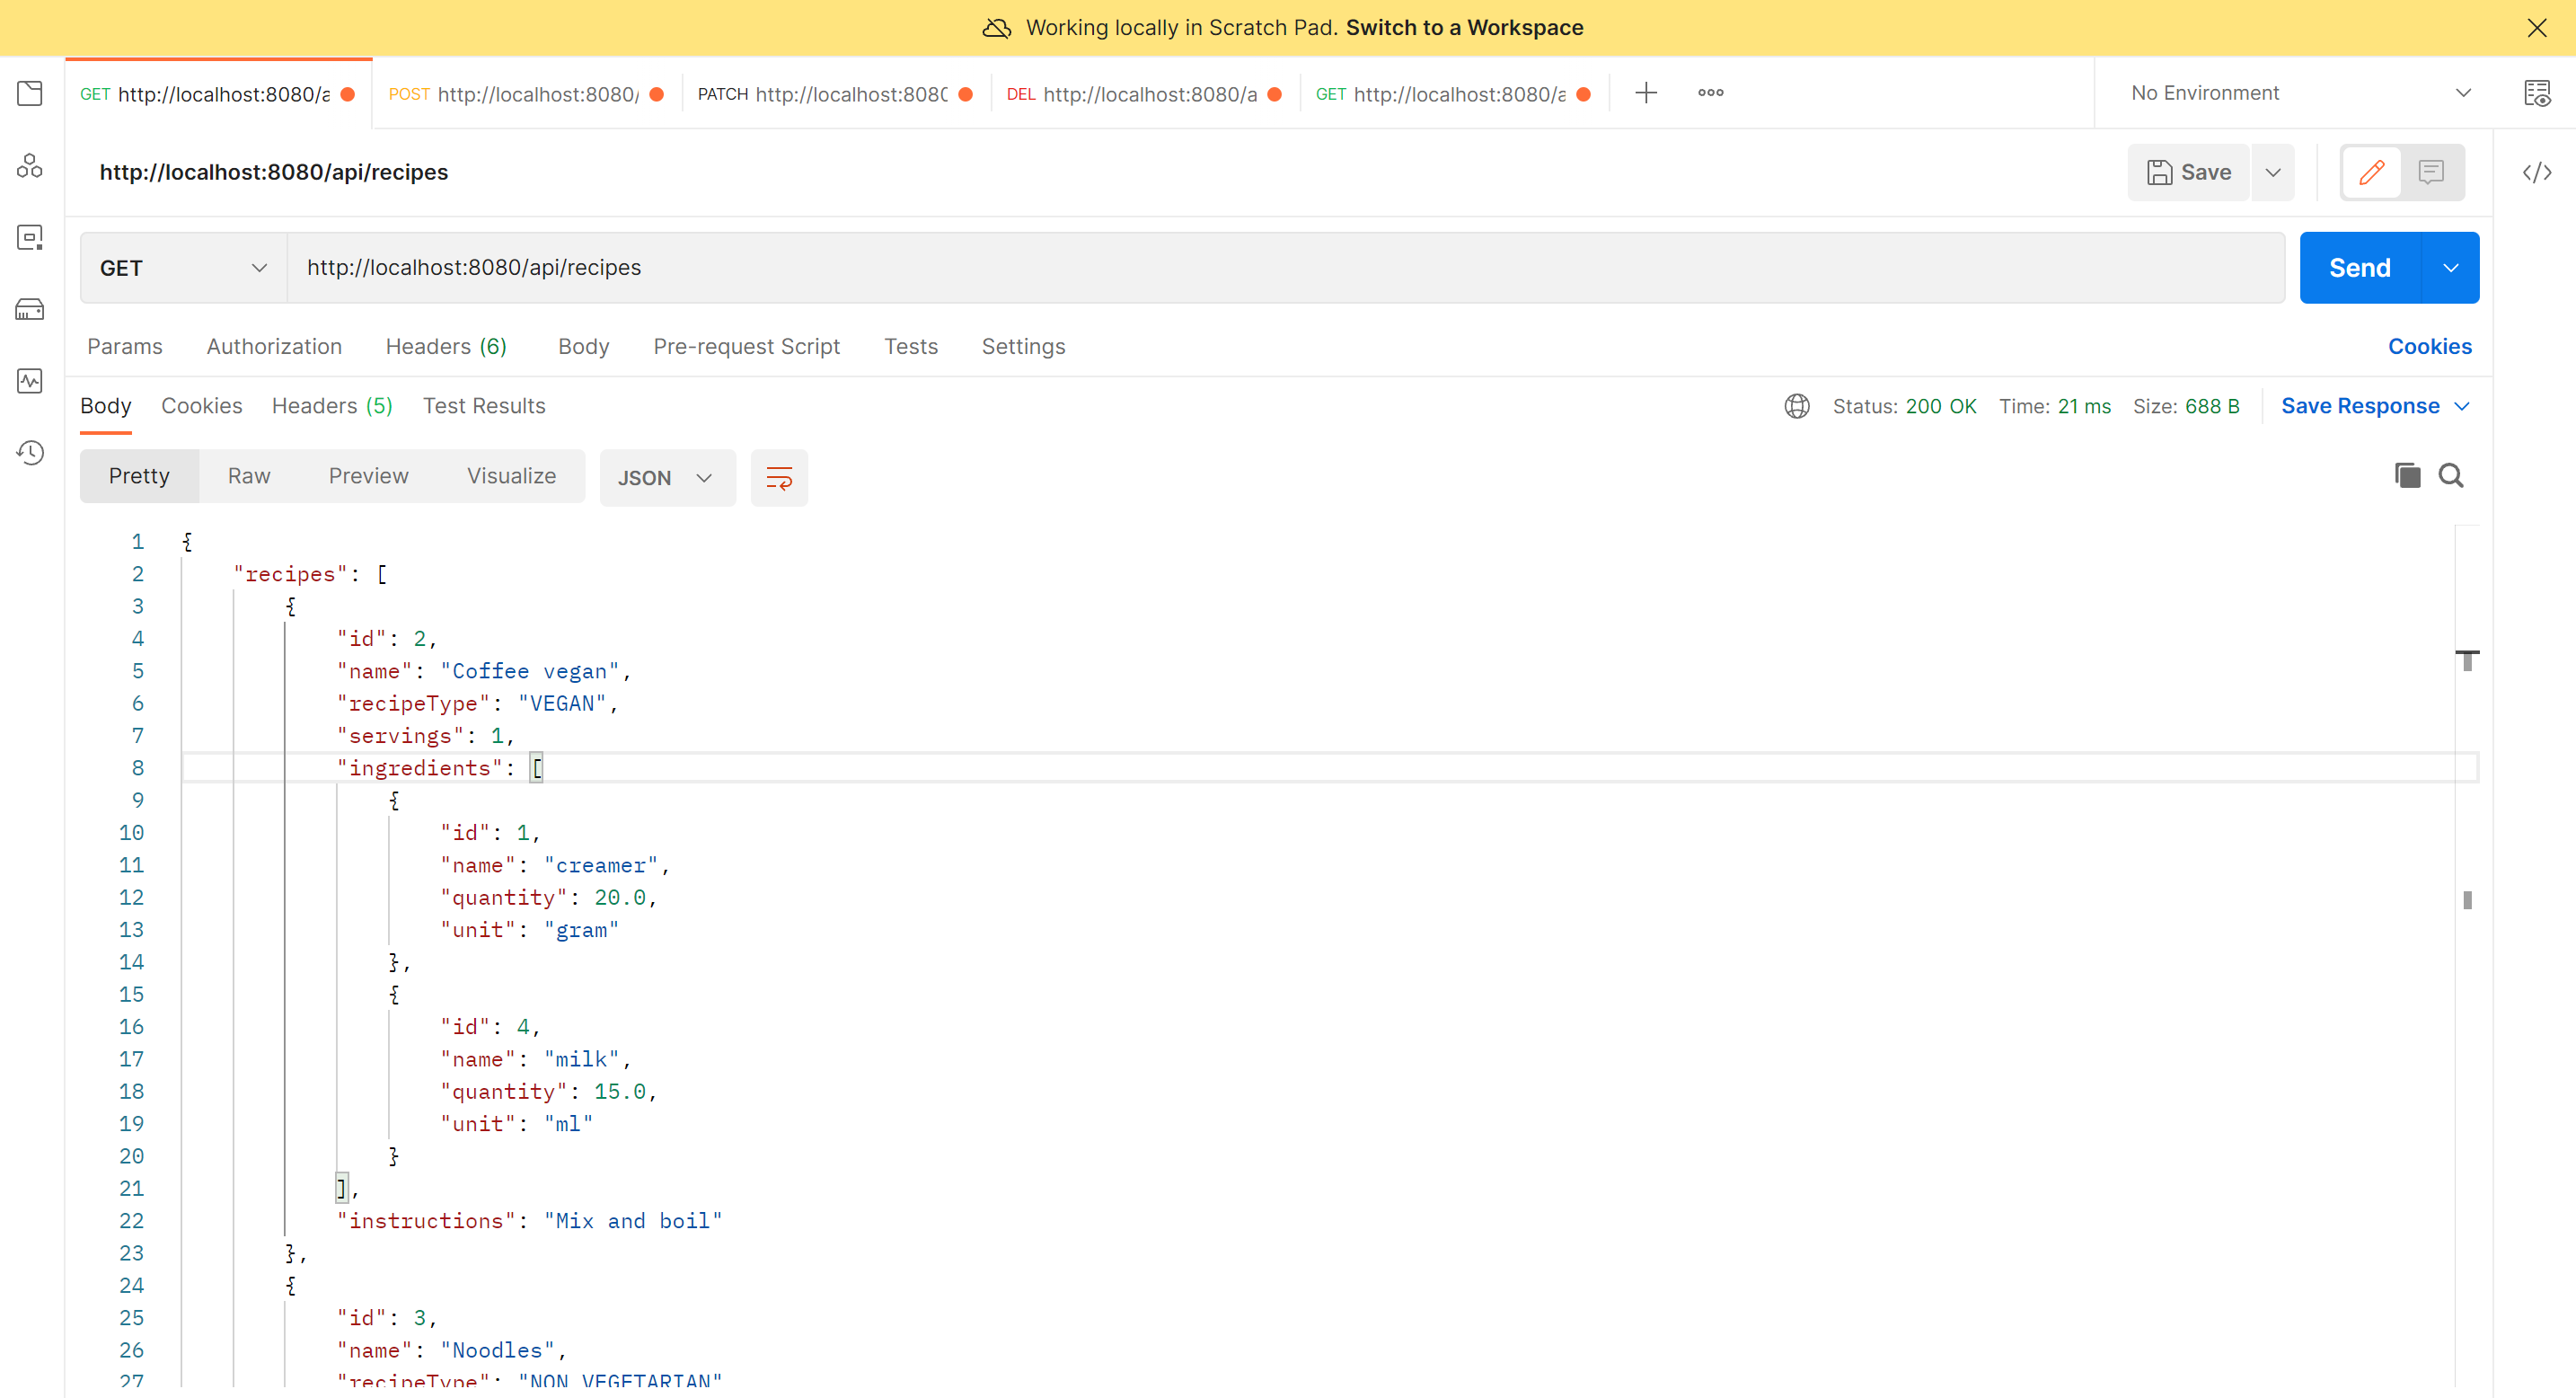 Working locally in Scratch Pad. Switch to a Workspace
GET http://localhost:8080/a POST http://localhost:8080/ PATCH http://localhost:808 DEL http://localhost:8080/a GET http://localhost:8080/a No Environment
http://localhost:8080/api/recipes Save
GET http://localhost:8080/api/recipes Send
Params Authorization Headers (6) Body Pre-request Script Tests Settings Cookies
Body Cookies Headers (5) Test Results Status: 200 OK Time: 21 ms Size: 688 B Save Response
Pretty Raw Preview Visualize JSON
1 {
2 "recipes": [
3 {
4 "id": 2,
5 "name": "Coffee vegan",
6 "recipeType": "VEGAN",
7 "servings": 1,
8 "ingredients": [
9 {
10 "id": 1,
11 "name": "creamer",
12 "quantity": 20.0,
13 "unit": "gram"
14 },
15 {
16 "id": 4,
17 "name": "milk",
18 "quantity": 15.0,
19 "unit": "ml"
20 }
21 ],
22 "instructions": "Mix and boil"
23 },
24 {
25 "id": 3,
26 "name": "Noodles",
27 "recipeType": "NON_VEGETARIAN"